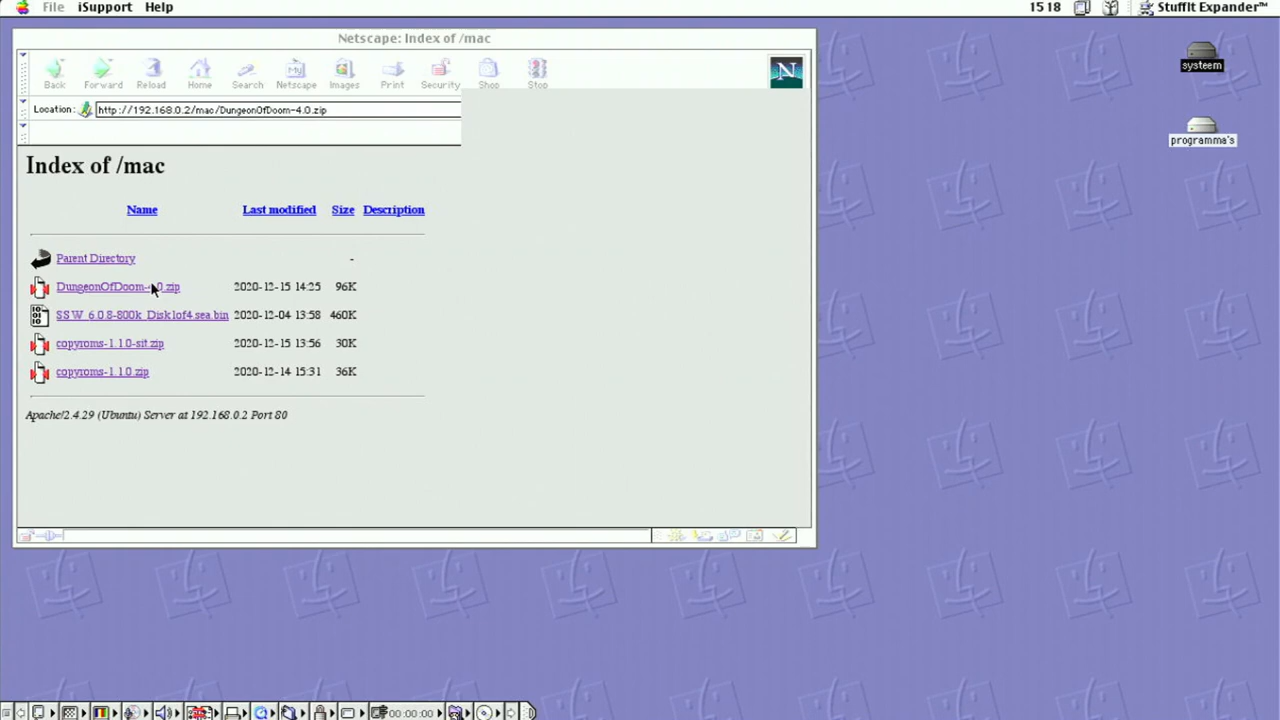 File iSupport Help 15 18 StuffIt Expander™
Netscape: Index of /mac
systeem
Back Forward Reload Home Search Netscape Images Print Security Shop Stop
N
Location: http://192.168.0.2/mac/DungeonOfDoom-4.0.zip
programma's
Index of /mac
Name Last modified Size Description
Parent Directory -
DungeonOfDoom-4.0.zip 2020-12-15 14:25 96K
SSW_6.0.8-800k_Disk1of4.sea.bin 2020-12-04 13:58 460K
copyroms-1.1.0-sit.zip 2020-12-15 13:56 30K
copyroms-1.1.0.zip 2020-12-14 15:31 36K
Apache/2.4.29 (Ubuntu) Server at 192.168.0.2 Port 80
00:00:00